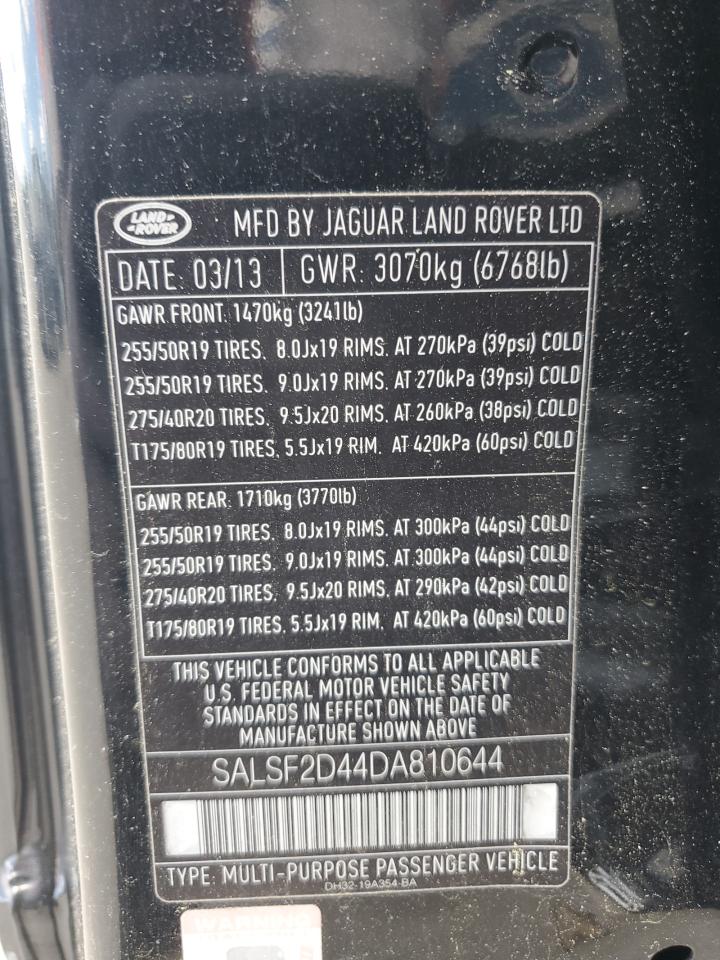 LAND-
-ROVER
MFD BY JAGUAR LAND ROVER LTD
DATE: 03/13 GWR: 3070kg (6768lb)
GAWR FRONT: 1470kg (3241lb)
255/50R19 TIRES, 8.0Jx19 RIMS, AT 270kPa (39psi) COLD
255/50R19 TIRES, 9.0Jx19 RIMS, AT 270kPa (39psi) COLD
275/40R20 TIRES, 9.5Jx20 RIMS, AT 260kPa (38psi) COLD
T175/80R19 TIRES, 5.5Jx19 RIM, AT 420kPa (60psi) COLD
GAWR REAR: 1710kg (3770lb)
255/50R19 TIRES, 8.0Jx19 RIMS, AT 300kPa (44psi) COLD
255/50R19 TIRES, 9.0Jx19 RIMS, AT 300kPa (44psi) COLD
275/40R20 TIRES, 9.5Jx20 RIMS, AT 290kPa (42psi) COLD
T175/80R19 TIRES, 5.5Jx19 RIM, AT 420kPa (60psi) COLD
THIS VEHICLE CONFORMS TO ALL APPLICABLE
U.S. FEDERAL MOTOR VEHICLE SAFETY
STANDARDS IN EFFECT ON THE DATE OF
MANUFACTURE SHOWN ABOVE
SALSF2D44DA810644
TYPE: MULTI-PURPOSE PASSENGER VEHICLE
DH32-19A354-BA
WARNING